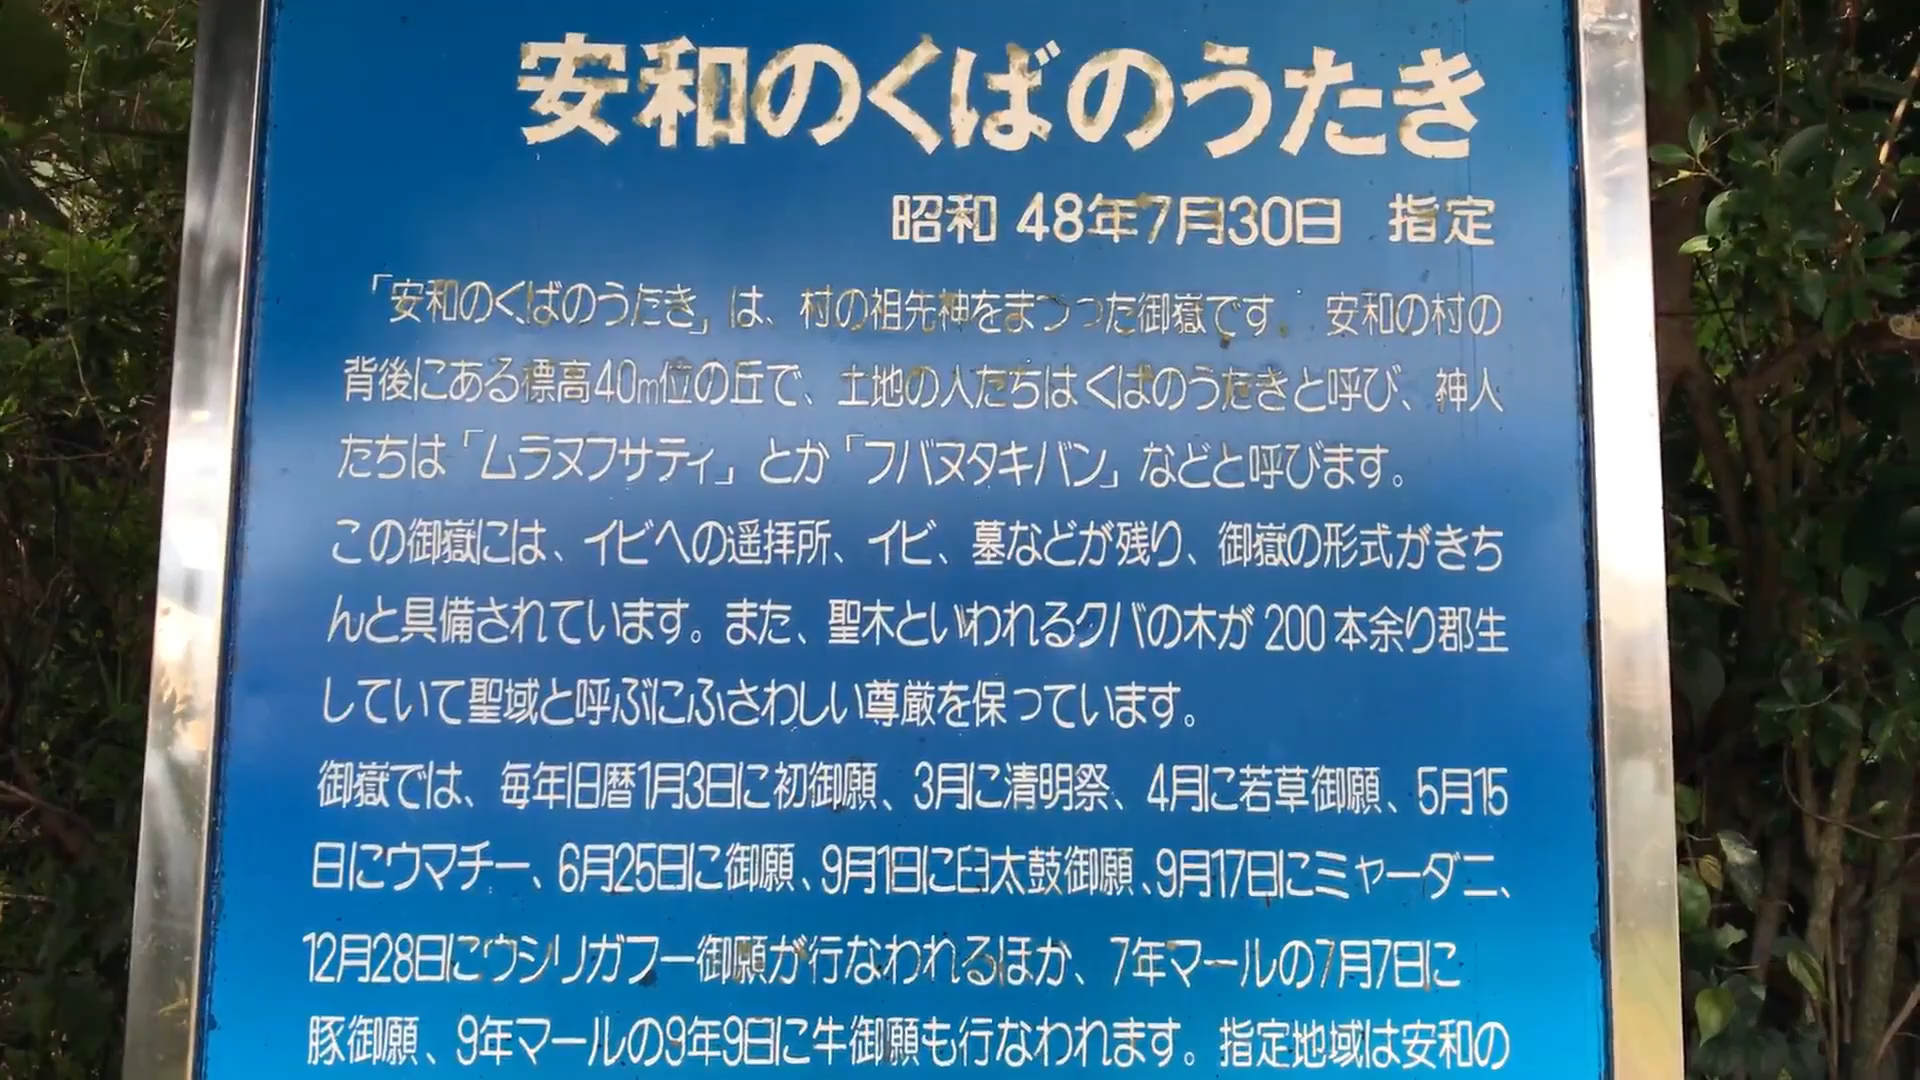 安和のくばのうたき
昭和 48年7月30日 指定
「安和のくばのうたき」は、村の祖先神をまつった御嶽です。安和の村の
背後にある標高40m位の丘で、土地の人たちはくばのうたきと呼び、神人
たちは「ムラヌフサティ」とか「フバヌタキバン」などと呼びます。
この御嶽には、イビへの遥拝所、イビ、墓などが残り、御嶽の形式がきち
んと具備されています。また、聖木といわれるクバの木が200本余り郡生
していて聖域と呼ぶにふさわしい尊厳を保っています。
御嶽では、毎年旧暦1月3日に初御願、3月に清明祭、4月に若草御願、5月15
日にウマチー、6月25日に御願、9月1日に臼太鼓御願、9月17日にミャーダニ、
12月28日にウシリガフー御願が行なわれるほか、7年マールの7月7日に
豚御願、9年マールの9年9日に牛御願も行なわれます。指定地域は安和の